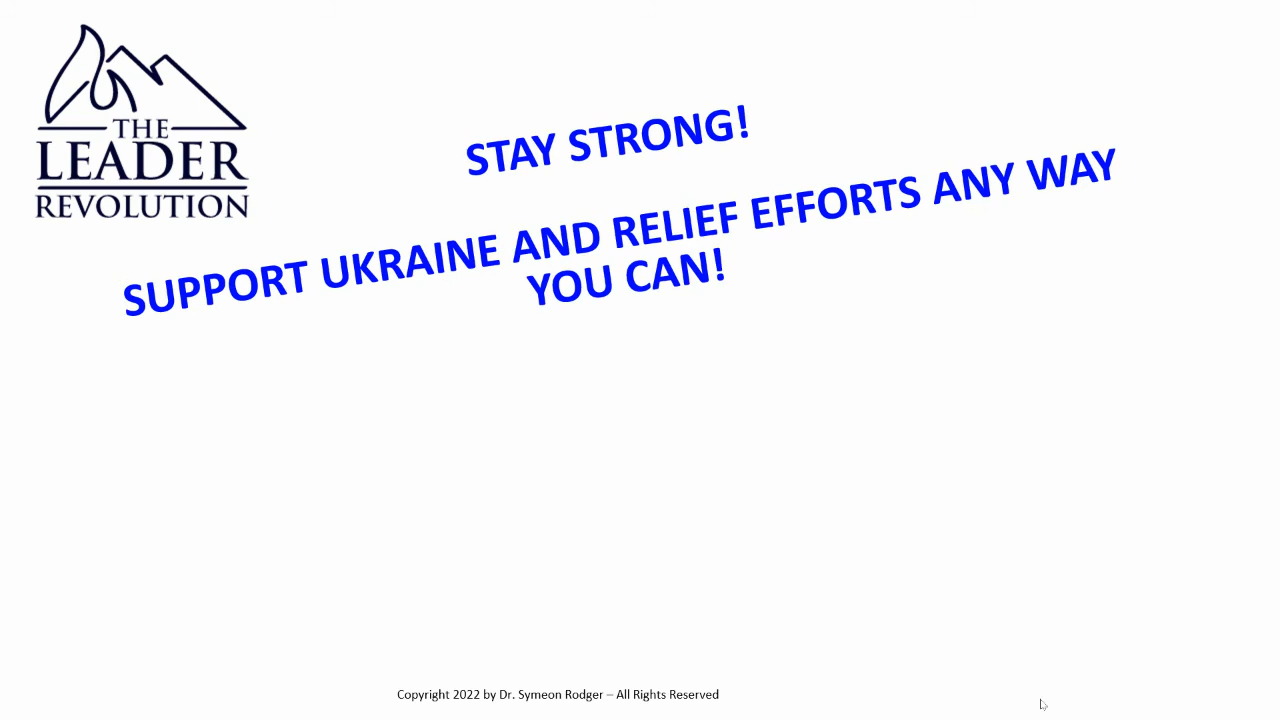 THE
LEADER
REVOLUTION
STAY STRONG!
SUPPORT UKRAINE AND RELIEF EFFORTS ANY WAY
YOU CAN!
Copyright 2022 by Dr. Symeon Rodger – All Rights Reserved